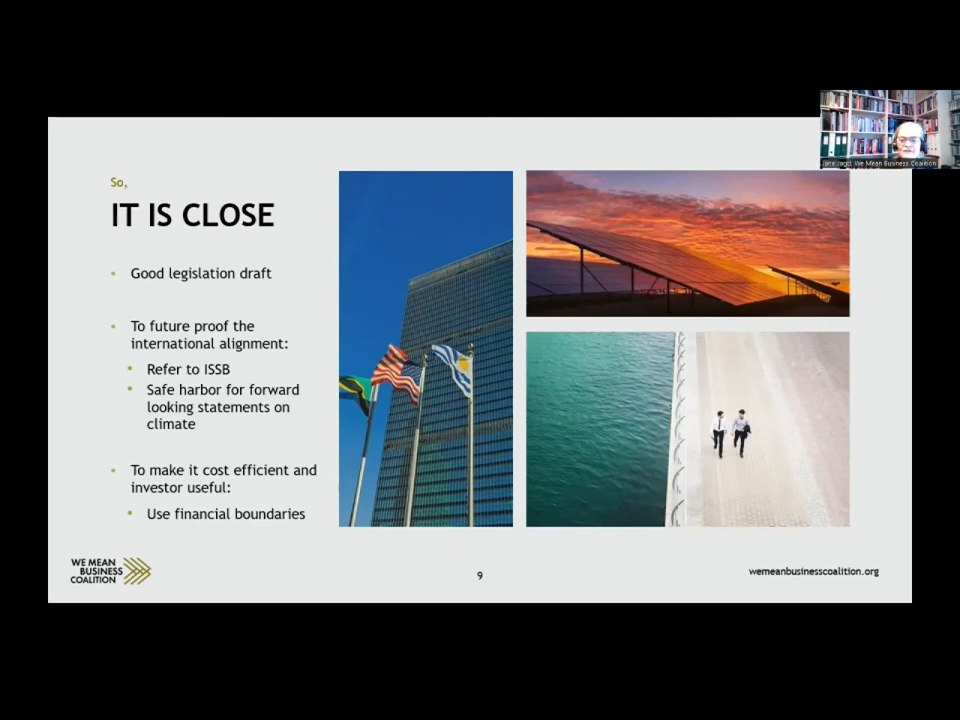 So,
IT IS CLOSE
• Good legislation draft
• To future proof the
international alignment:
• Refer to ISSB
• Safe harbor for forward
looking statements on
climate
• To make it cost efficient and
investor useful:
• Use financial boundaries
WE MEAN
BUSINESS
COALITION
9
wemeanbusinesscoalition.org
We Mean Business Coalition